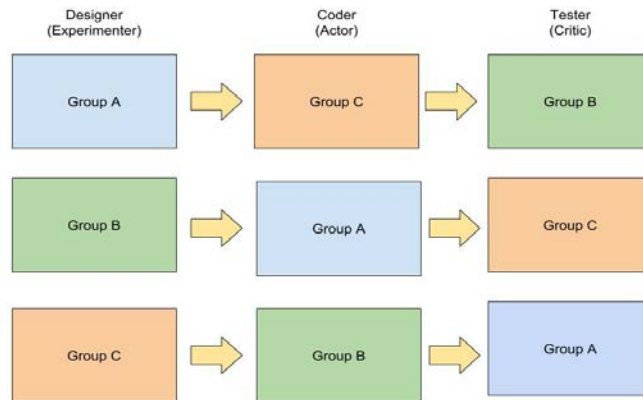 Designer
(Experimenter)
Coder
(Actor)
Tester
(Critic)
Group A
Group C
Group B
Group B
Group A
Group C
Group C
Group B
Group A